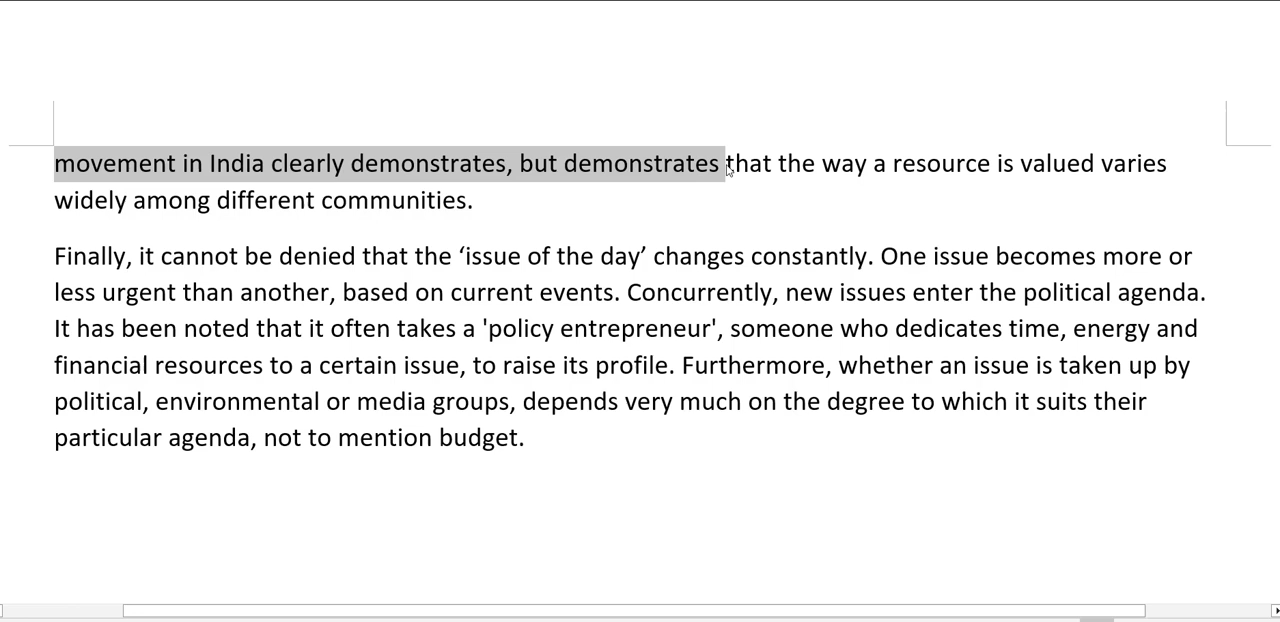 movement in India clearly demonstrates, but demonstrates that the way a resource is valued varies
widely among different communities.
Finally, it cannot be denied that the ‘issue of the day’ changes constantly. One issue becomes more or
less urgent than another, based on current events. Concurrently, new issues enter the political agenda.
It has been noted that it often takes a 'policy entrepreneur', someone who dedicates time, energy and
financial resources to a certain issue, to raise its profile. Furthermore, whether an issue is taken up by
political, environmental or media groups, depends very much on the degree to which it suits their
particular agenda, not to mention budget.